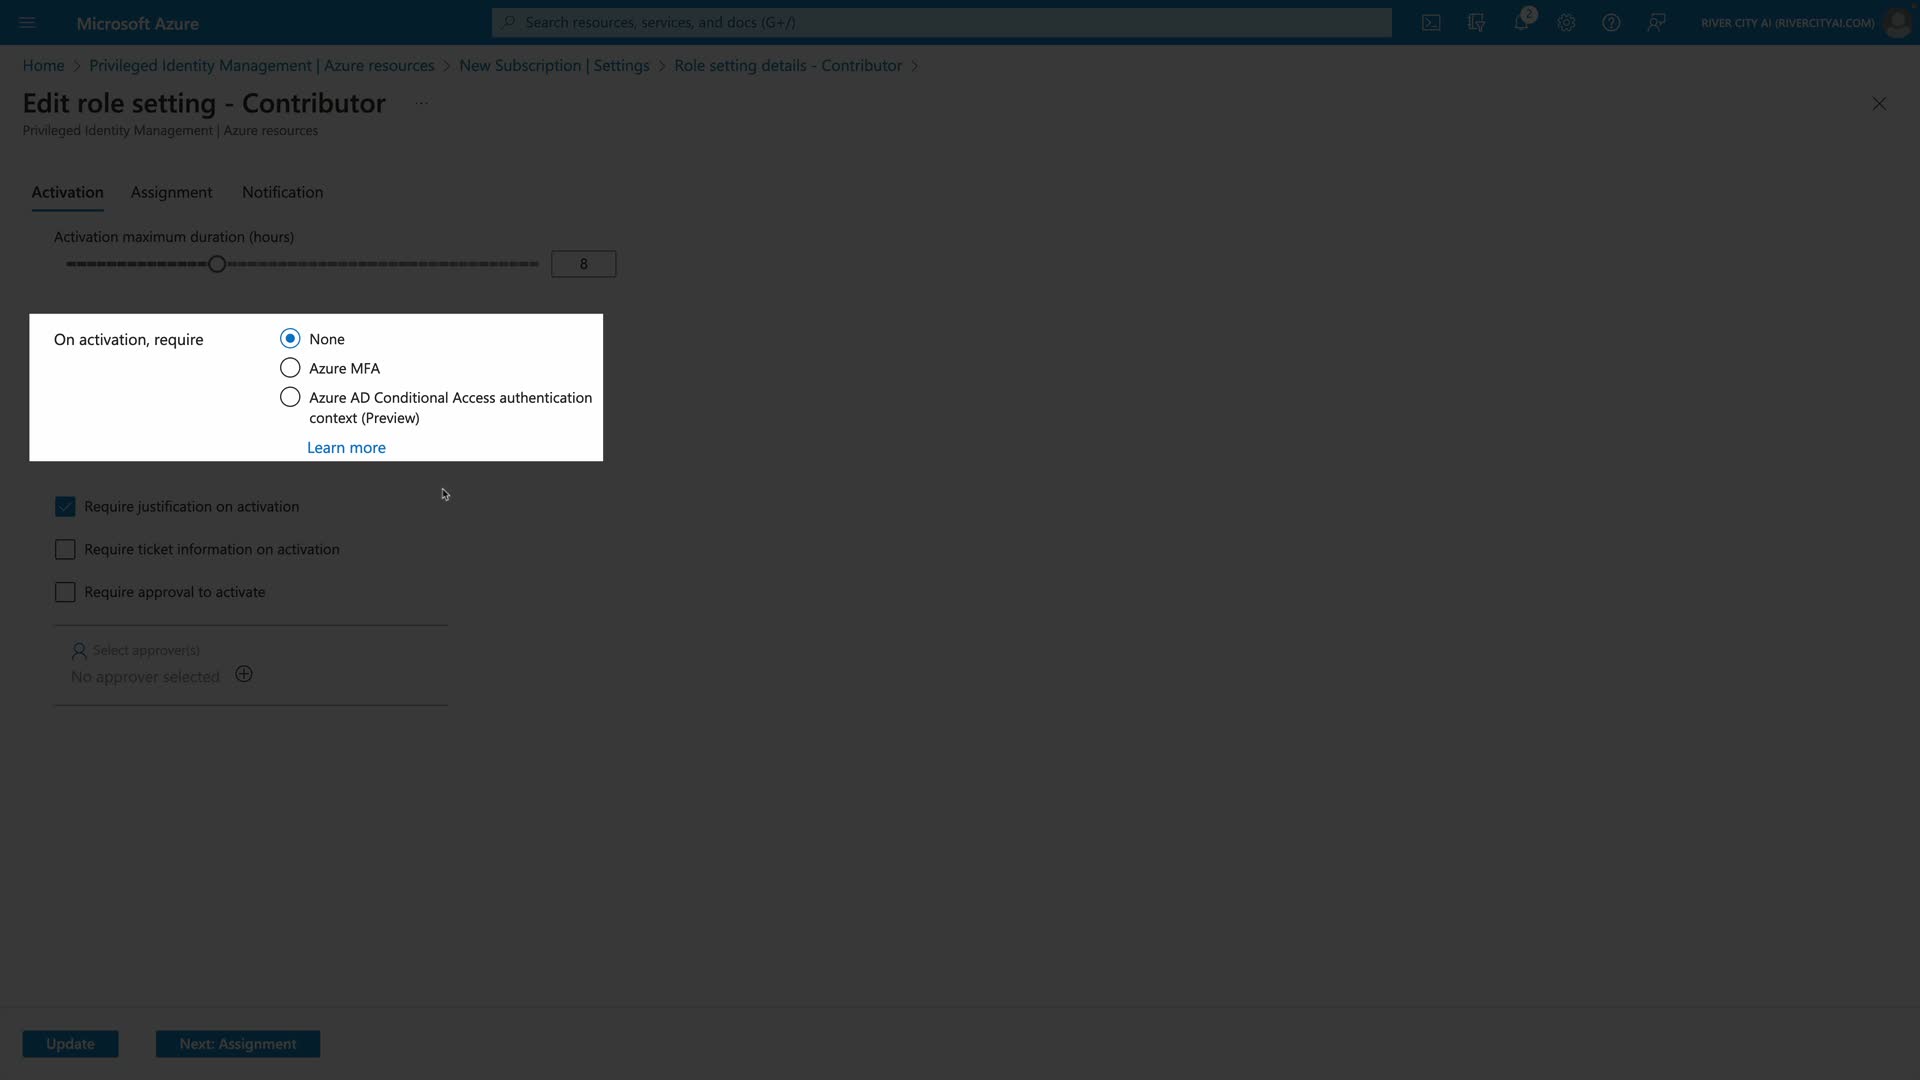 Microsoft Azure
Search resources, services, and docs (G+/)
2
RIVER CITY AI (RIVERCITYAI.COM)
Home > Privileged Identity Management | Azure resources > New Subscription | Settings > Role setting details - Contributor >
Edit role setting - Contributor ...
Privileged Identity Management | Azure resources
Activation Assignment Notification
Activation maximum duration (hours)
8
On activation, require
None
Azure MFA
Azure AD Conditional Access authentication
context (Preview)
Learn more
Require justification on activation
Require ticket information on activation
Require approval to activate
Select approver(s)
No approver selected
Update
Next: Assignment